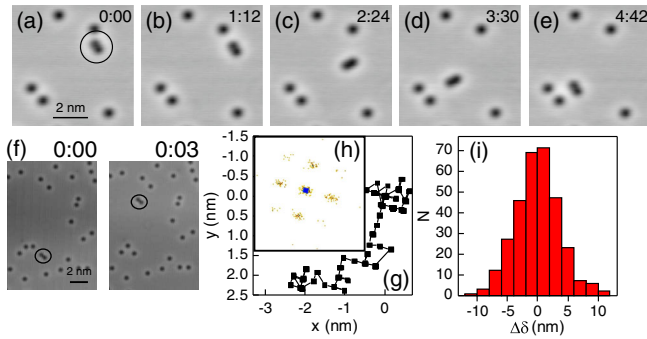 (a) 0:00
(b) 1:12
(c) 2:24
(d) 3:30
(e) 4:42
2 nm
(f) 0:00
0:03
2 nm
-1.5
-1.0
-0.5
0.0
0.5
1.0
1.5
2.0
2.5
y (nm)
(h)
(g)
-3 -2 -1 0
x (nm)
(i)
70
60
50
40
30
20
10
0
N
-10 -5 0 5 10
Δδ(nm)